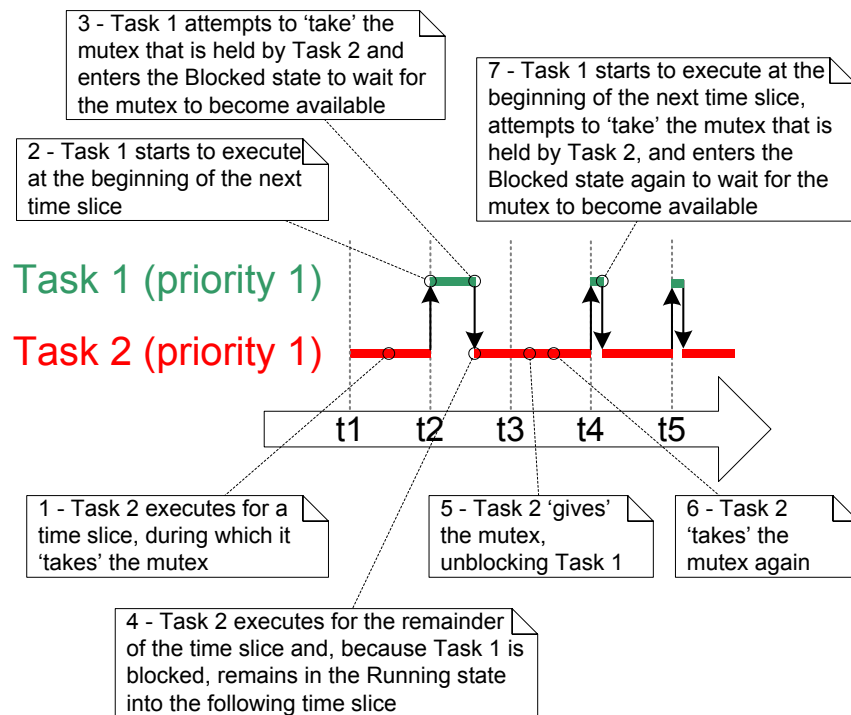 3 - Task 1 attempts to ‘take’ the
mutex that is held by Task 2 and
enters the Blocked state to wait for
the mutex to become available
7 - Task 1 starts to execute at the
beginning of the next time slice,
attempts to ‘take’ the mutex that is
held by Task 2, and enters the
Blocked state again to wait for the
mutex to become available
2 - Task 1 starts to execute
at the beginning of the next
time slice
Task 1 (priority 1)
Task 2 (priority 1)
t1 t2 t3 t4 t5
1 - Task 2 executes for a
time slice, during which it
‘takes’ the mutex
5 - Task 2 ‘gives’
the mutex,
unblocking Task 1
6 - Task 2
‘takes’ the
mutex again
4 - Task 2 executes for the remainder
of the time slice and, because Task 1 is
blocked, remains in the Running state
into the following time slice